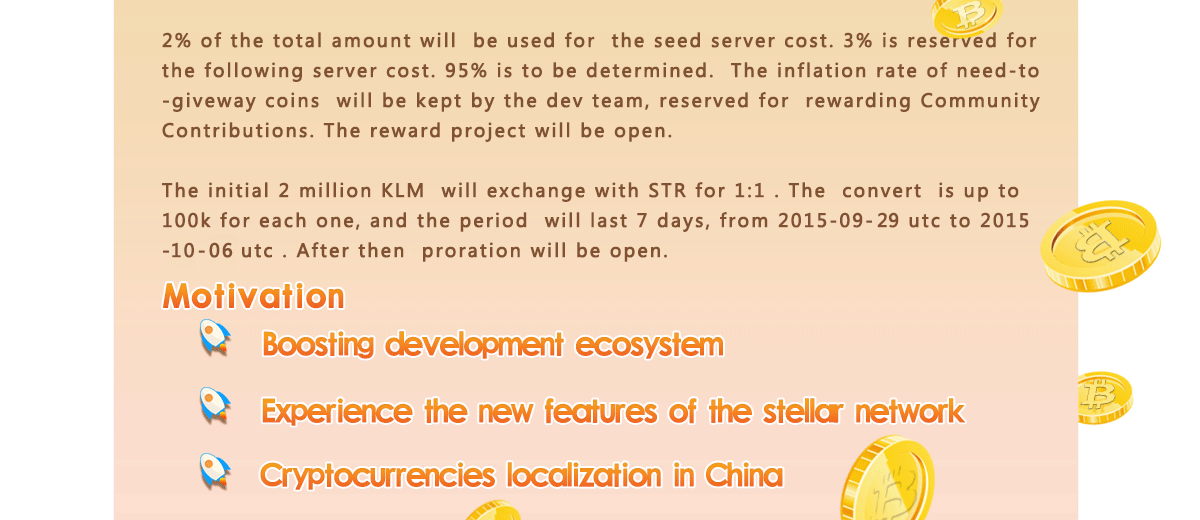 2% of the total amount will be used for the seed server cost. 3% is reserved for
the following server cost. 95% is to be determined. The inflation rate of need-to
-giveway coins will be kept by the dev team, reserved for rewarding Community
Contributions. The reward project will be open.
The initial 2 million KLM will exchange with STR for 1:1 . The convert is up to
100k for each one, and the period will last 7 days, from 2015-09-29 utc to 2015
-10-06 utc . After then proration will be open.
Motivation
Boosting development ecosystem
Experience the new features of the stellar network
Cryptocurrencies localization in China